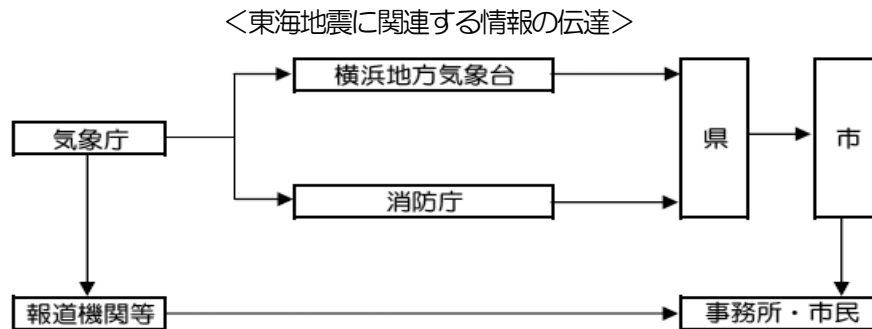 ＜東海地震に関連する情報の伝達＞
横浜地方気象台
気象庁
県
市
消防庁
報道機関等
事務所・市民